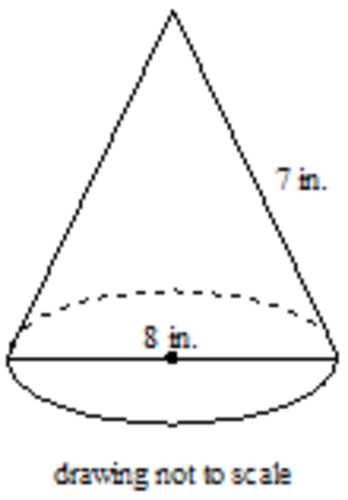 7 in.
8 in.
drawing not to scale